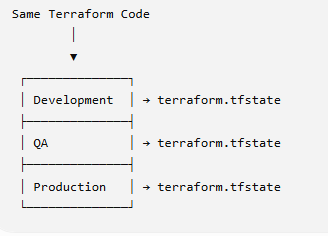 Same Terraform Code
Development → terraform.tfstate
QA → terraform.tfstate
Production → terraform.tfstate